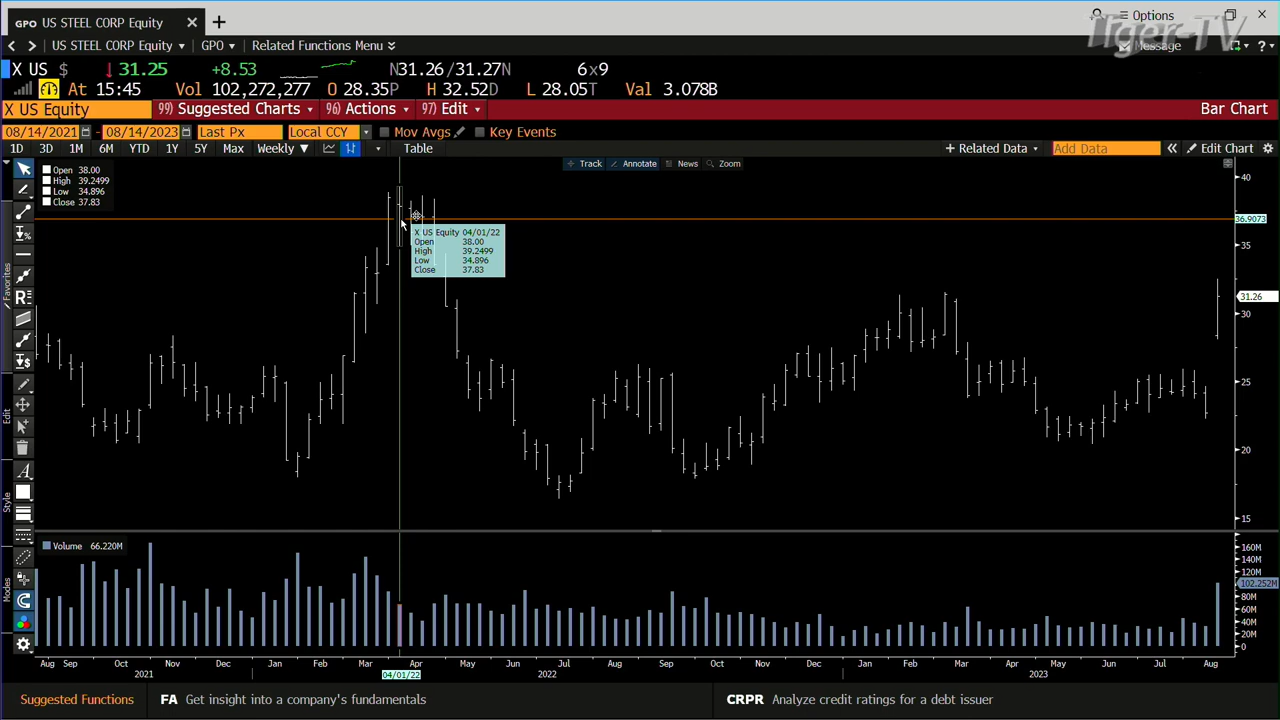 GPO US STEEL CORP Equity
Options
Tiger-TV
US STEEL CORP Equity GPO Related Functions Menu
Message
X US $ 31.25 +8.53 N31.26/31.27N 6x9
At 15:45 Vol 102,272,277 O 28.35P H 32.52D L 28.05T Val 3.078B
X US Equity 99) Suggested Charts 96) Actions 97) Edit Bar Chart
08/14/2021 - 08/14/2023 Last Px Local CCY Mov Avgs Key Events
1D 3D 1M 6M YTD 1Y 5Y Max Weekly Table + Related Data Add Data Edit Chart
Track Annotate News Zoom
Open 38.00
High 39.2499
Low 34.896
Close 37.83
40
36.9073
35
31.26
30
25
20
15
X US Equity 04/01/22
Open 38.00
High 39.2499
Low 34.896
Close 37.83
Favorites
Edit
Style
Modes
Volume 66.220M
160M
140M
120M
102.252M
80M
60M
40M
20M
0
Aug Sep Oct Nov Dec Jan Feb Mar Apr May Jun Jul Aug Sep Oct Nov Dec Jan Feb Mar Apr May Jun Jul Aug
2021 04/01/22 2022 2023
Suggested Functions FA Get insight into a company's fundamentals CRPR Analyze credit ratings for a debt issuer